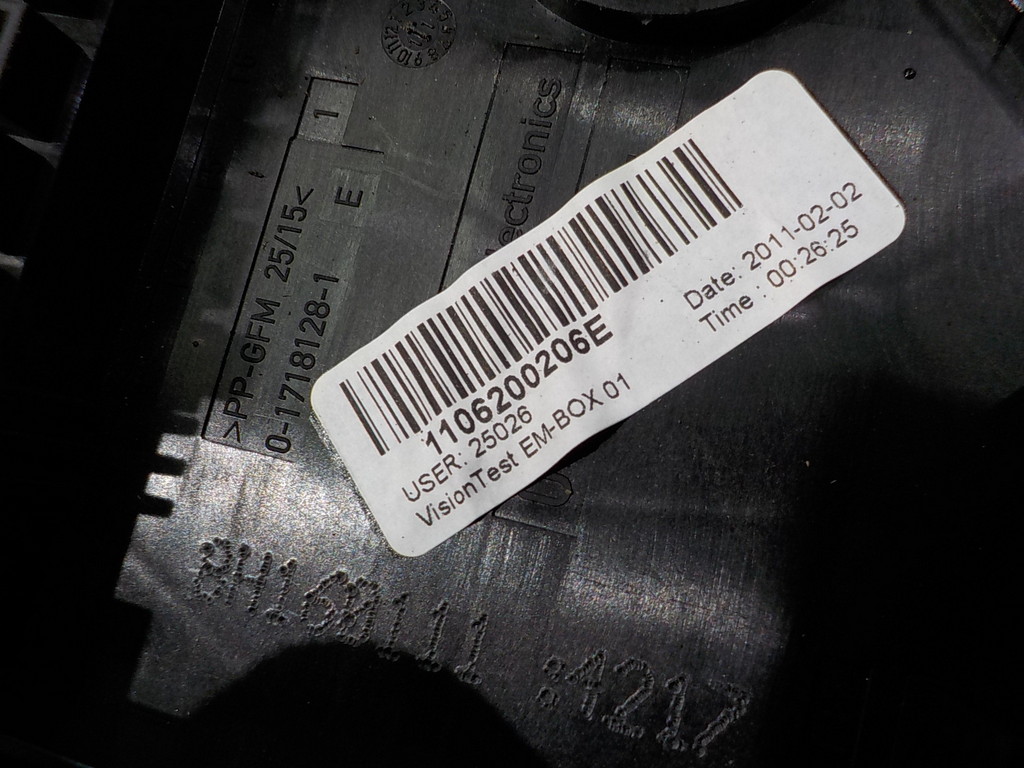 1
>PP-GFM 25/15<
0-1718128-1 E
ectronics
1106200206E
USER: 25026
VisionTest EM-BOX 01
Date: 2011-02-02
Time : 00:26:25
8H160111 :4217